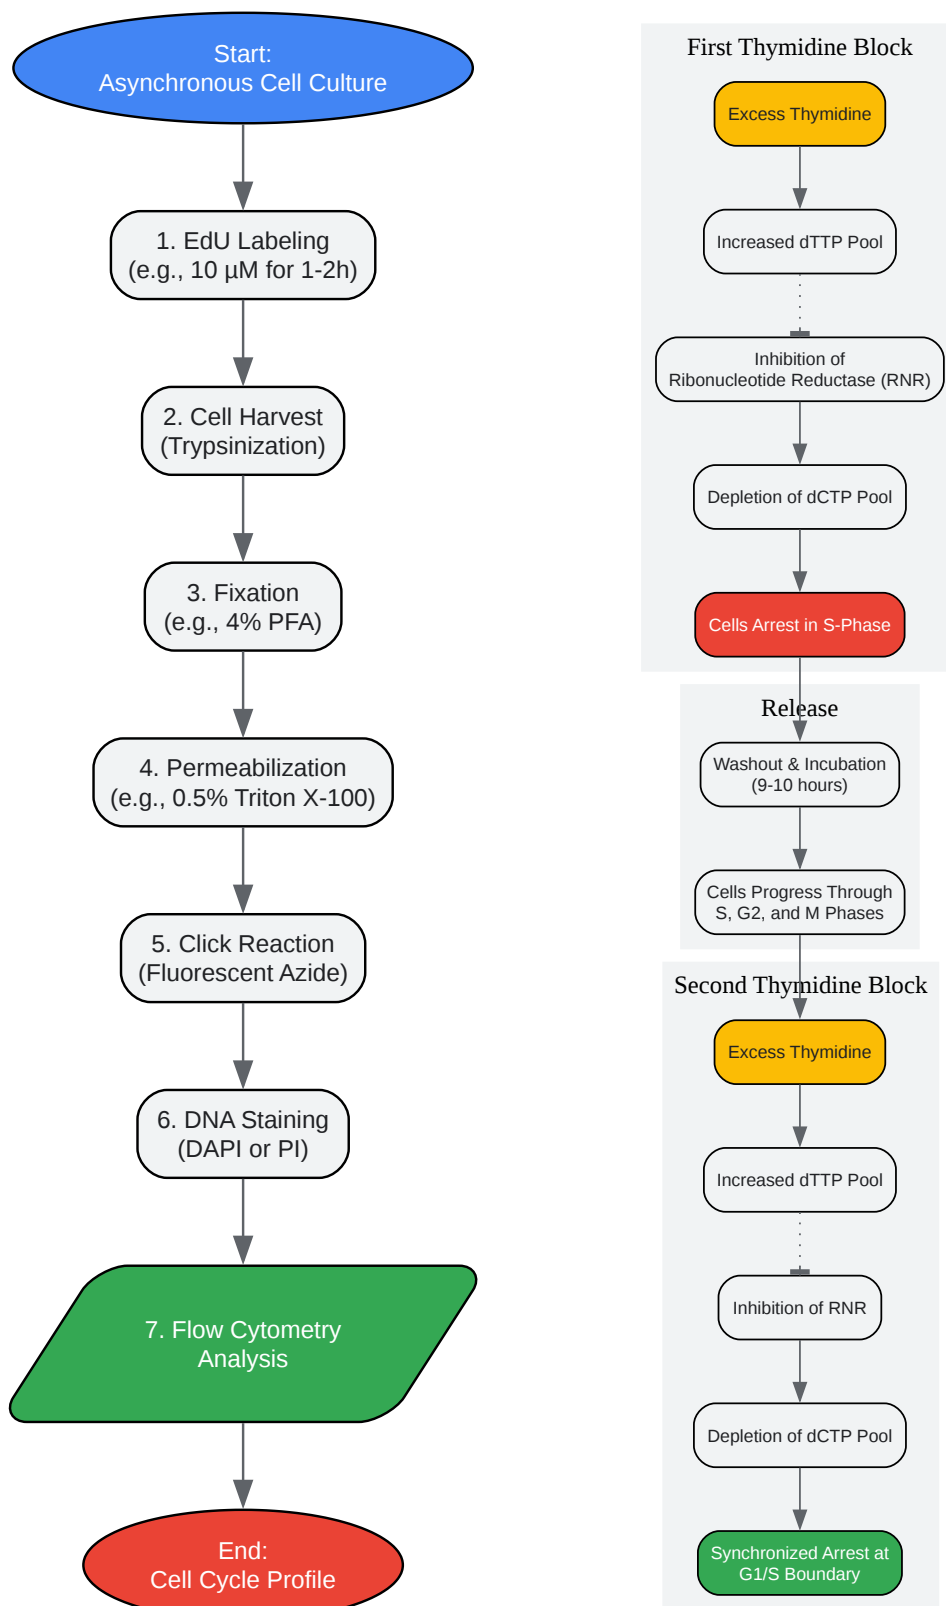 Start:
Asynchronous Cell Culture
1. EdU Labeling
(e.g., 10 µM for 1-2h)
2. Cell Harvest
(Trypsinization)
3. Fixation
(e.g., 4% PFA)
4. Permeabilization
(e.g., 0.5% Triton X-100)
5. Click Reaction
(Fluorescent Azide)
6. DNA Staining
(DAPI or PI)
7. Flow Cytometry
Analysis
End:
Cell Cycle Profile
First Thymidine Block
Excess Thymidine
Increased dTTP Pool
Inhibition of
Ribonucleotide Reductase (RNR)
Depletion of dCTP Pool
Cells Arrest in S-Phase
Release
Washout & Incubation
(9-10 hours)
Cells Progress Through
S, G2, and M Phases
Second Thymidine Block
Excess Thymidine
Increased dTTP Pool
Inhibition of RNR
Depletion of dCTP Pool
Synchronized Arrest at
G1/S Boundary